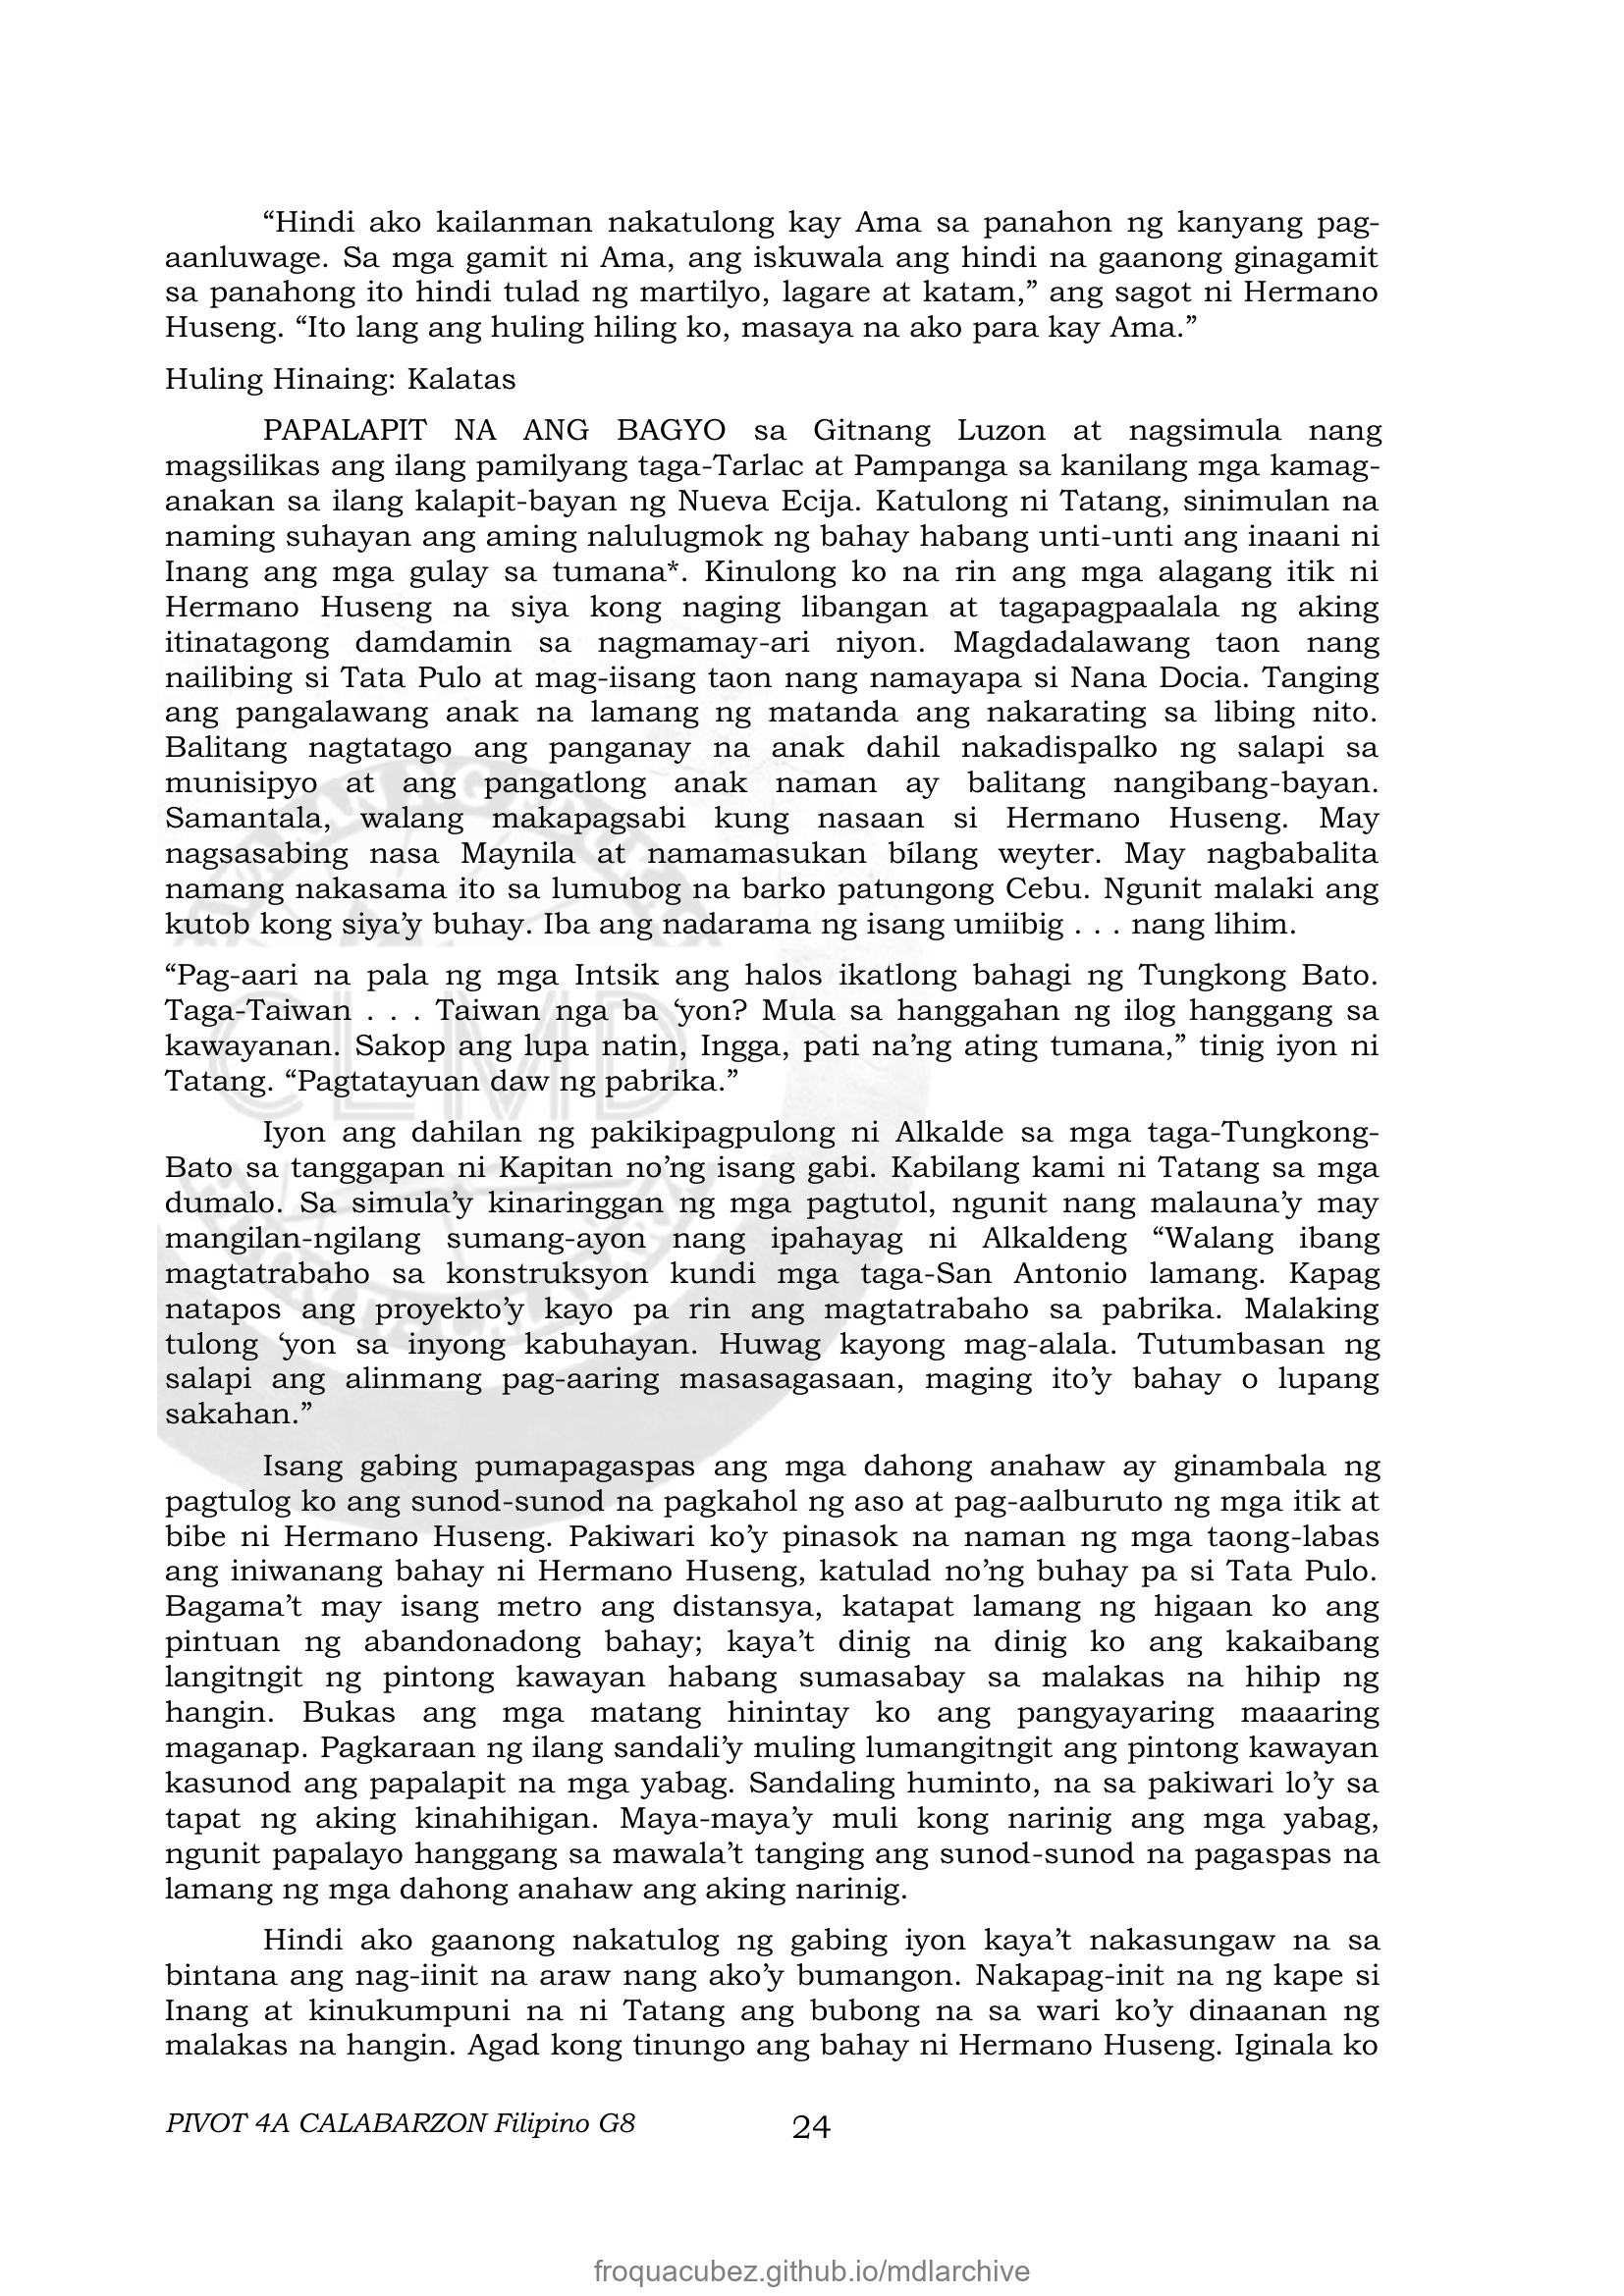 “Hindi ako kailanman nakatulong kay Ama sa panahon ng kanyang pag-
aanluwage. Sa mga gamit ni Ama, ang iskuwala ang hindi na gaanong ginagamit
sa panahong ito hindi tulad ng martilyo, lagare at katam,” ang sagot ni Hermano
Huseng. “Ito lang ang huling hiling ko, masaya na ako para kay Ama.”
Huling Hinaing: Kalatas
PAPALAPIT NA ANG BAGYO sa Gitnang Luzon at nagsimula nang
magsilikas ang ilang pamilyang taga-Tarlac at Pampanga sa kanilang mga kamag-
anakan sa ilang kalapit-bayan ng Nueva Ecija. Katulong ni Tatang, sinimulan na
naming suhayan ang aming nalulugmok ng bahay habang unti-unti ang inaani ni
Inang ang mga gulay sa tumana*. Kinulong ko na rin ang mga alagang itik ni
Hermano Huseng na siya kong naging libangan at tagapagpaalala ng aking
itinatagong damdamin sa nagmamay-ari niyon. Magdadalawang taon nang
nailibing si Tata Pulo at mag-iisang taon nang namayapa si Nana Docia. Tanging
ang pangalawang anak na lamang ng matanda ang nakarating sa libing nito.
Balitang nagtatago ang panganay na anak dahil nakadispalko ng salapi sa
munisipyo at ang pangatlong anak naman ay balitang nangibang-bayan.
Samantala, walang makapagsabi kung nasaan si Hermano Huseng. May
nagsasabing nasa Maynila at namamasukan bílang weyter. May nagbabalita
namang nakasama ito sa lumubog na barko patungong Cebu. Ngunit malaki ang
kutob kong siya’y buhay. Iba ang nadarama ng isang umiibig . . . nang lihim.
“Pag-aari na pala ng mga Intsik ang halos ikatlong bahagi ng Tungkong Bato.
Taga-Taiwan . . . Taiwan nga ba ‘yon? Mula sa hanggahan ng ilog hanggang sa
kawayanan. Sakop ang lupa natin, Ingga, pati na’ng ating tumana,” tinig iyon ni
Tatang. “Pagtatayuan daw ng pabrika.”
Iyon ang dahilan ng pakikipagpulong ni Alkalde sa mga taga-Tungkong-
Bato sa tanggapan ni Kapitan no’ng isang gabi. Kabilang kami ni Tatang sa mga
dumalo. Sa simula’y kinaringgan ng mga pagtutol, ngunit nang malauna’y may
mangilan-ngilang sumang-ayon nang ipahayag ni Alkaldeng “Walang ibang
magtatrabaho sa konstruksyon kundi mga taga-San Antonio lamang. Kapag
natapos ang proyekto’y kayo pa rin ang magtatrabaho sa pabrika. Malaking
tulong ‘yon sa inyong kabuhayan. Huwag kayong mag-alala. Tutumbasan ng
salapi ang alinmang pag-aaring masasagasaan, maging ito’y bahay o lupang
sakahan.”
Isang gabing pumapagaspas ang mga dahong anahaw ay ginambala ng
pagtulog ko ang sunod-sunod na pagkahol ng aso at pag-aalburuto ng mga itik at
bibe ni Hermano Huseng. Pakiwari ko’y pinasok na naman ng mga taong-labas
ang iniwanang bahay ni Hermano Huseng, katulad no’ng buhay pa si Tata Pulo.
Bagama’t may isang metro ang distansya, katapat lamang ng higaan ko ang
pintuan ng abandonadong bahay; kaya’t dinig na dinig ko ang kakaibang
langitngit ng pintong kawayan habang sumasabay sa malakas na hihip ng
hangin. Bukas ang mga matang hinintay ko ang pangyayaring maaaring
maganap. Pagkaraan ng ilang sandali’y muling lumangitngit ang pintong kawayan
kasunod ang papalapit na mga yabag. Sandaling huminto, na sa pakiwari lo’y sa
tapat ng aking kinahihigan. Maya-maya’y muli kong narinig ang mga yabag,
ngunit papalayo hanggang sa mawala’t tanging ang sunod-sunod na pagaspas na
lamang ng mga dahong anahaw ang aking narinig.
Hindi ako gaanong nakatulog ng gabing iyon kaya’t nakasungaw na sa
bintana ang nag-iinit na araw nang ako’y bumangon. Nakapag-init na ng kape si
Inang at kinukumpuni na ni Tatang ang bubong na sa wari ko’y dinaanan ng
malakas na hangin. Agad kong tinungo ang bahay ni Hermano Huseng. Iginala ko
PIVOT 4A CALABARZON Filipino G8 24
CLMD
froquacubez.github.io/mdlarchive